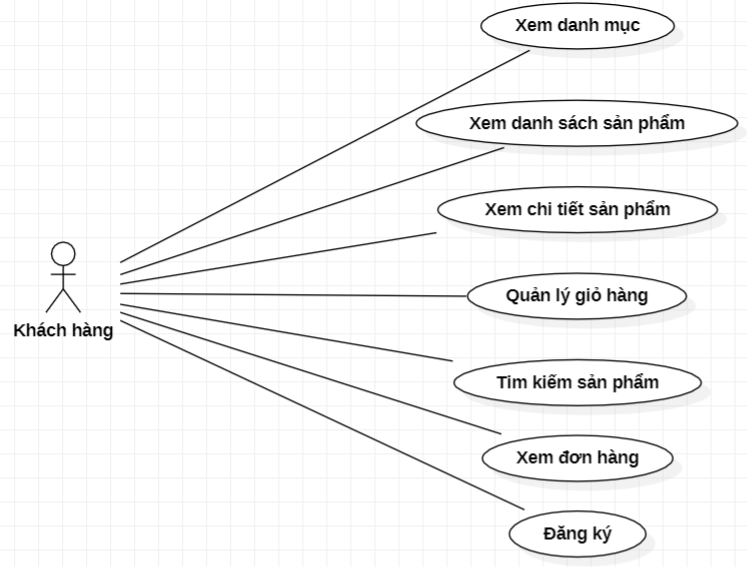 Xem danh mục
Xem danh sách sản phẩm
Xem chi tiết sản phẩm
Quản lý giỏ hàng
Khách hàng
Tim kiếm sản phẩm
Xem đơn hàng
Đăng ký